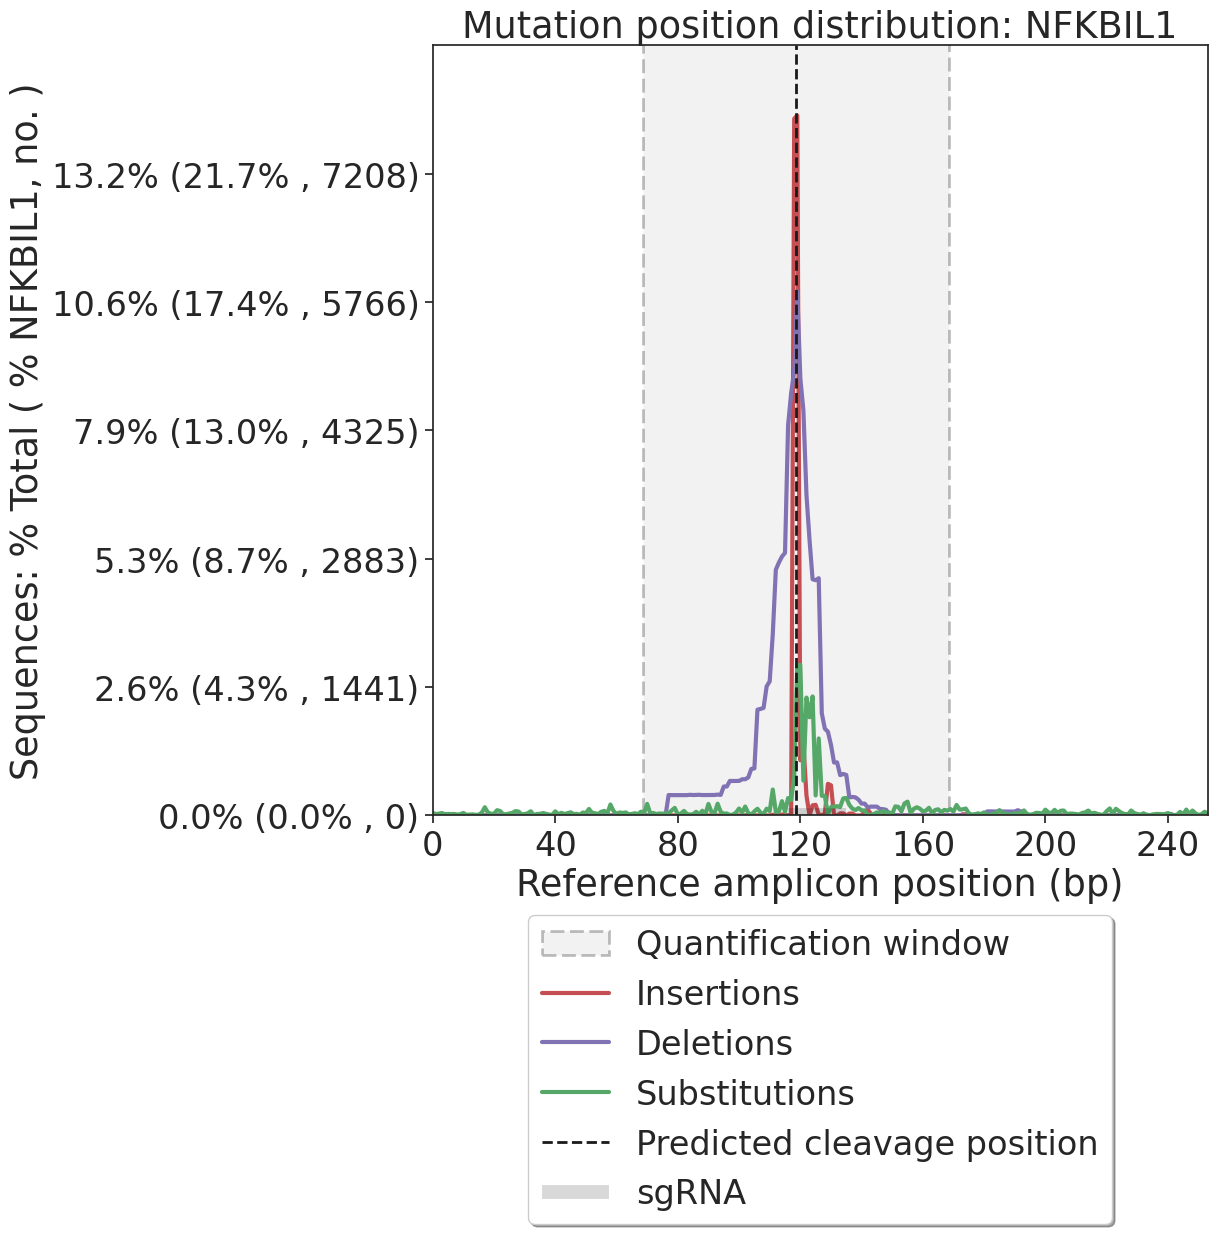 Mutation position distribution: NFKBIL1
Sequences: % Total ( % NFKBIL1, no. )
13.2% (21.7% , 7208)
10.6% (17.4% , 5766)
7.9% (13.0% , 4325)
5.3% (8.7% , 2883)
2.6% (4.3% , 1441)
0.0% (0.0% , 0)
0 40 80 120 160 200 240
Reference amplicon position (bp)
Quantification window
Insertions
Deletions
Substitutions
Predicted cleavage position
sgRNA